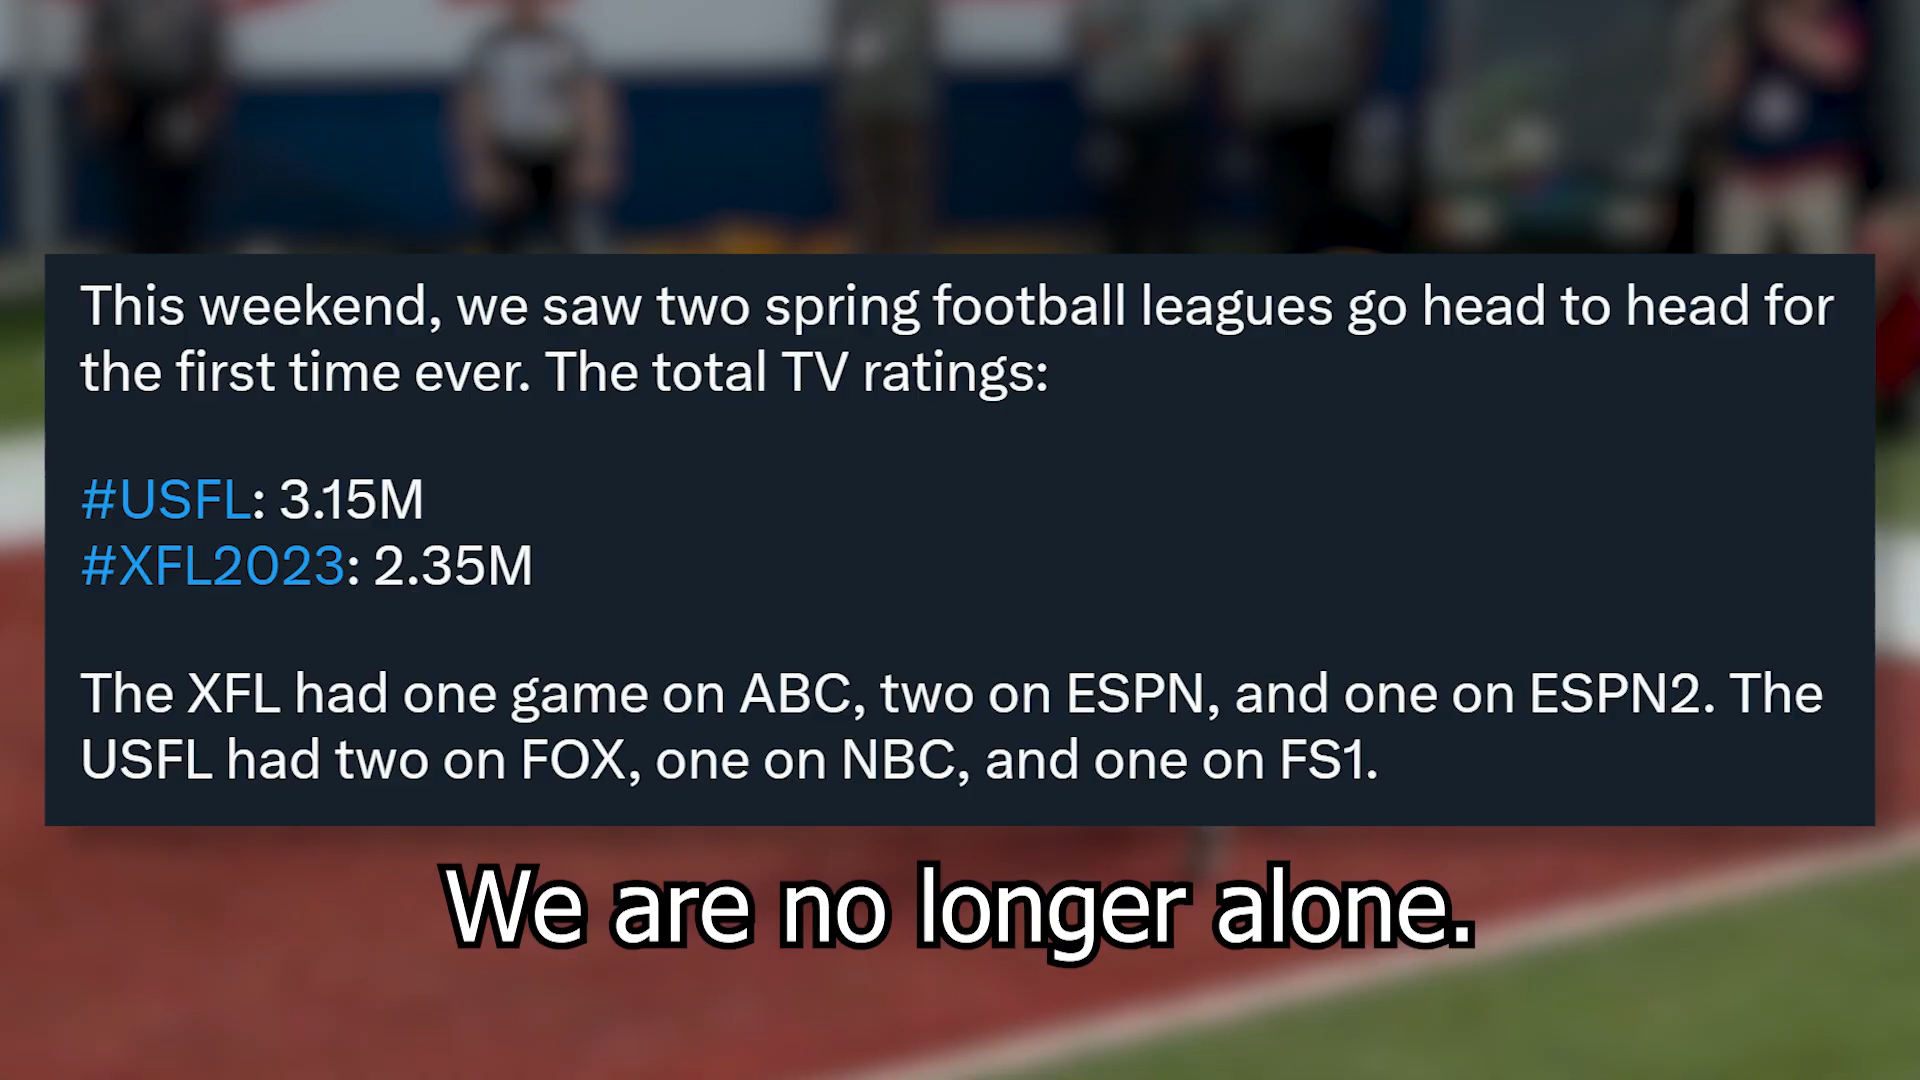 This weekend, we saw two spring football leagues go head to head for
the first time ever. The total TV ratings:
#USFL: 3.15M
#XFL2023: 2.35M
The XFL had one game on ABC, two on ESPN, and one on ESPN2. The
USFL had two on FOX, one on NBC, and one on FS1.
We are no longer alone.